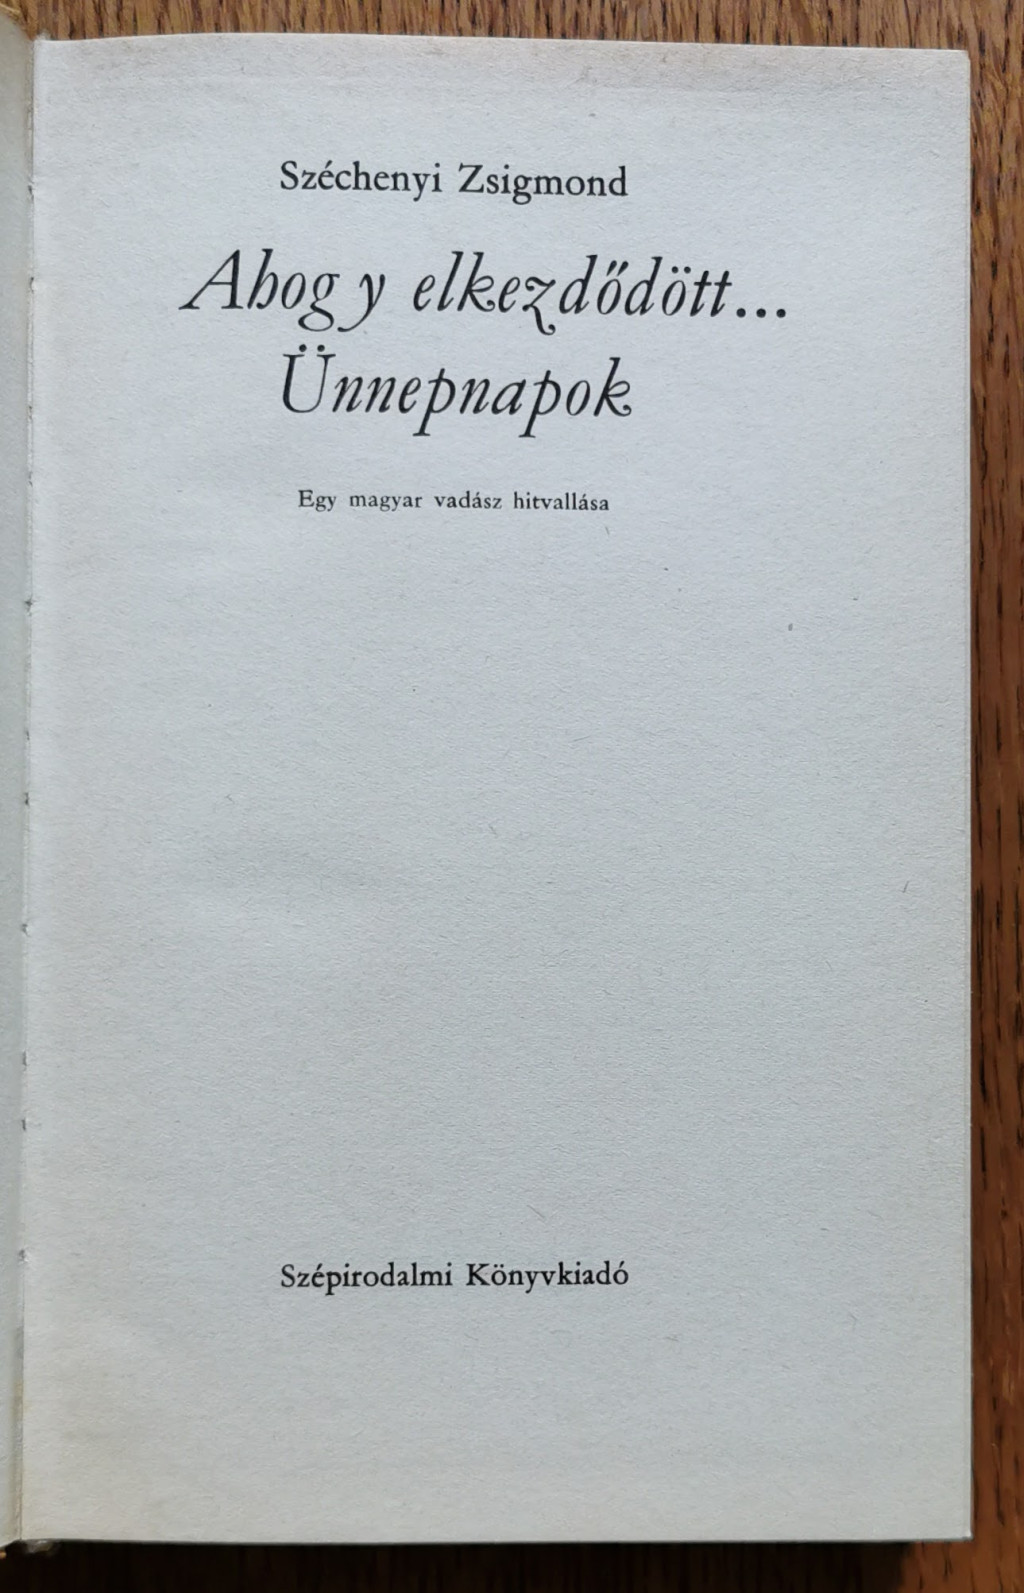 Széchenyi Zsigmond
Ahogy elkezdődött...
Ünnepnapok
Egy magyar vadász hitvallása
Szépirodalmi Könyvkiadó